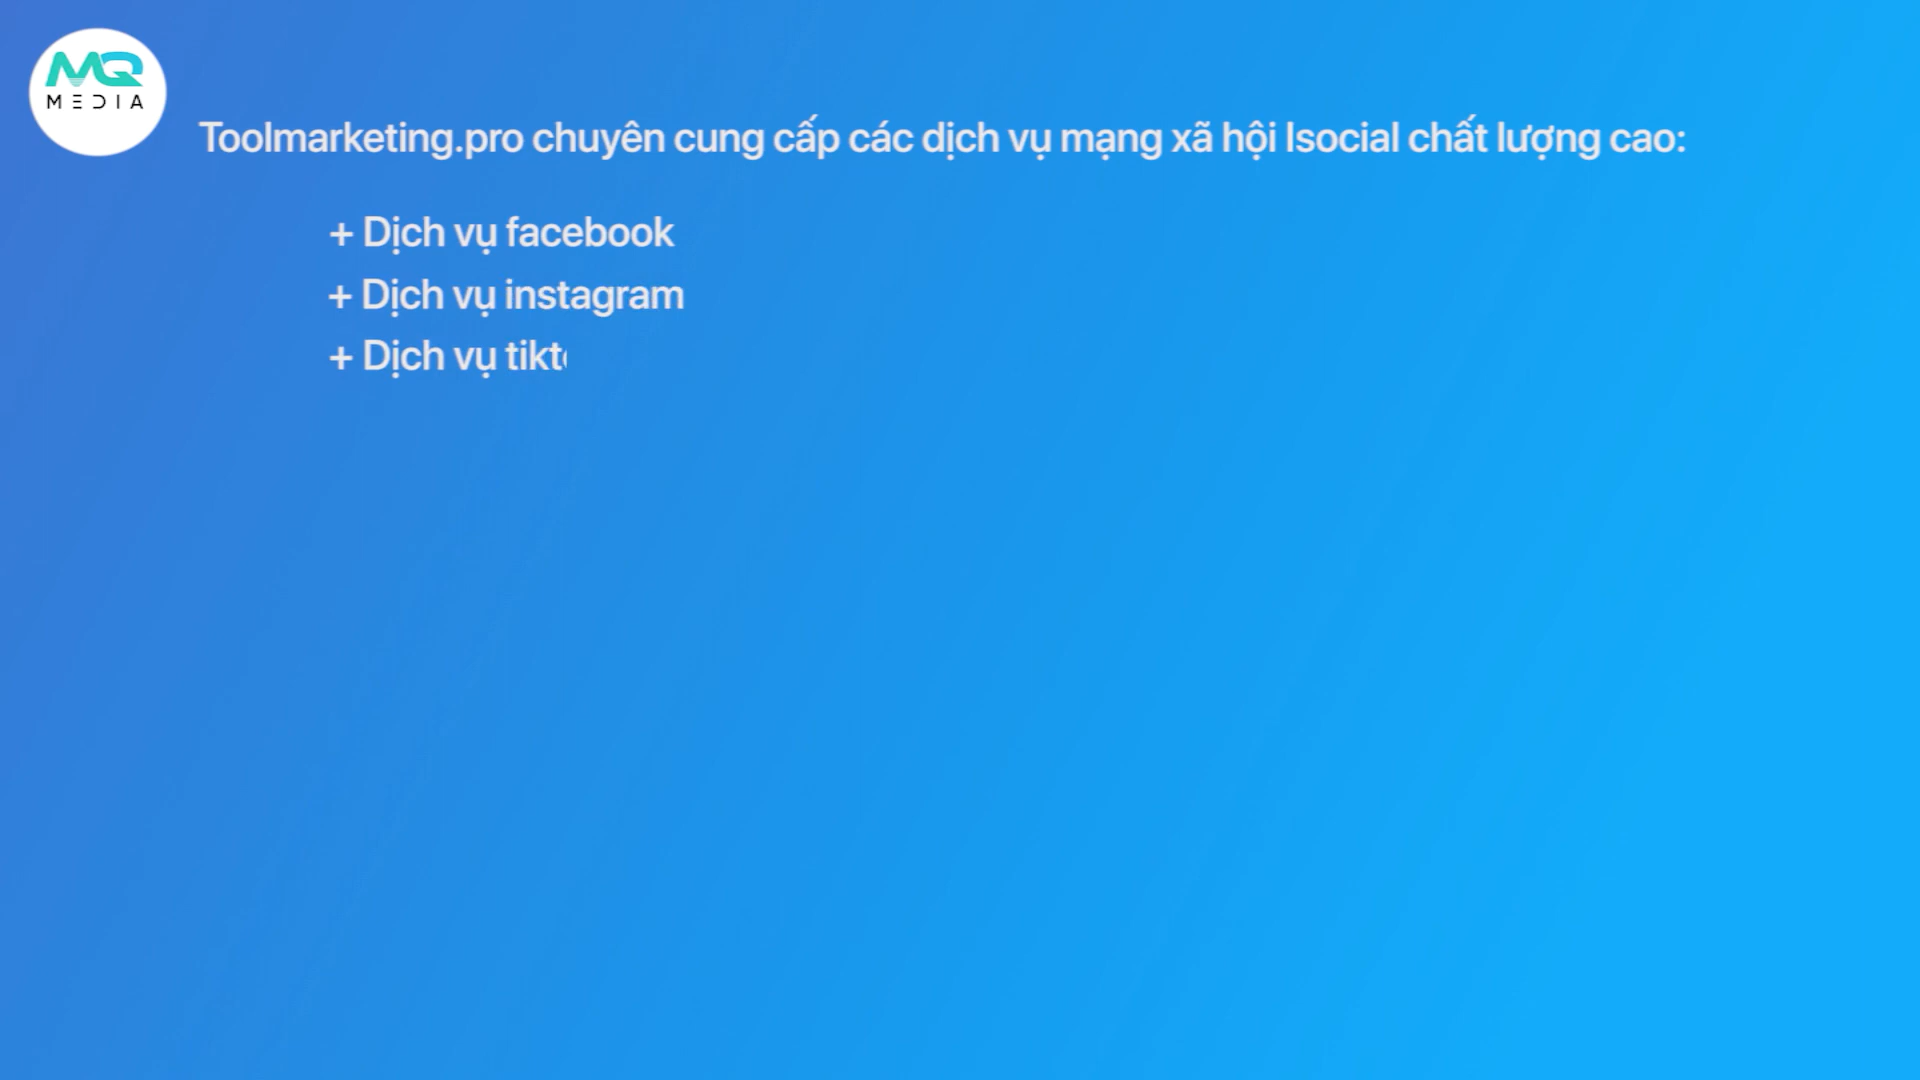 MQ
MEDIA
Toolmarketing.pro chuyên cung cấp các dịch vụ mạng xã hội Isocial chất lượng cao:
+ Dịch vụ facebook
+ Dịch vụ instagram
+ Dịch vụ